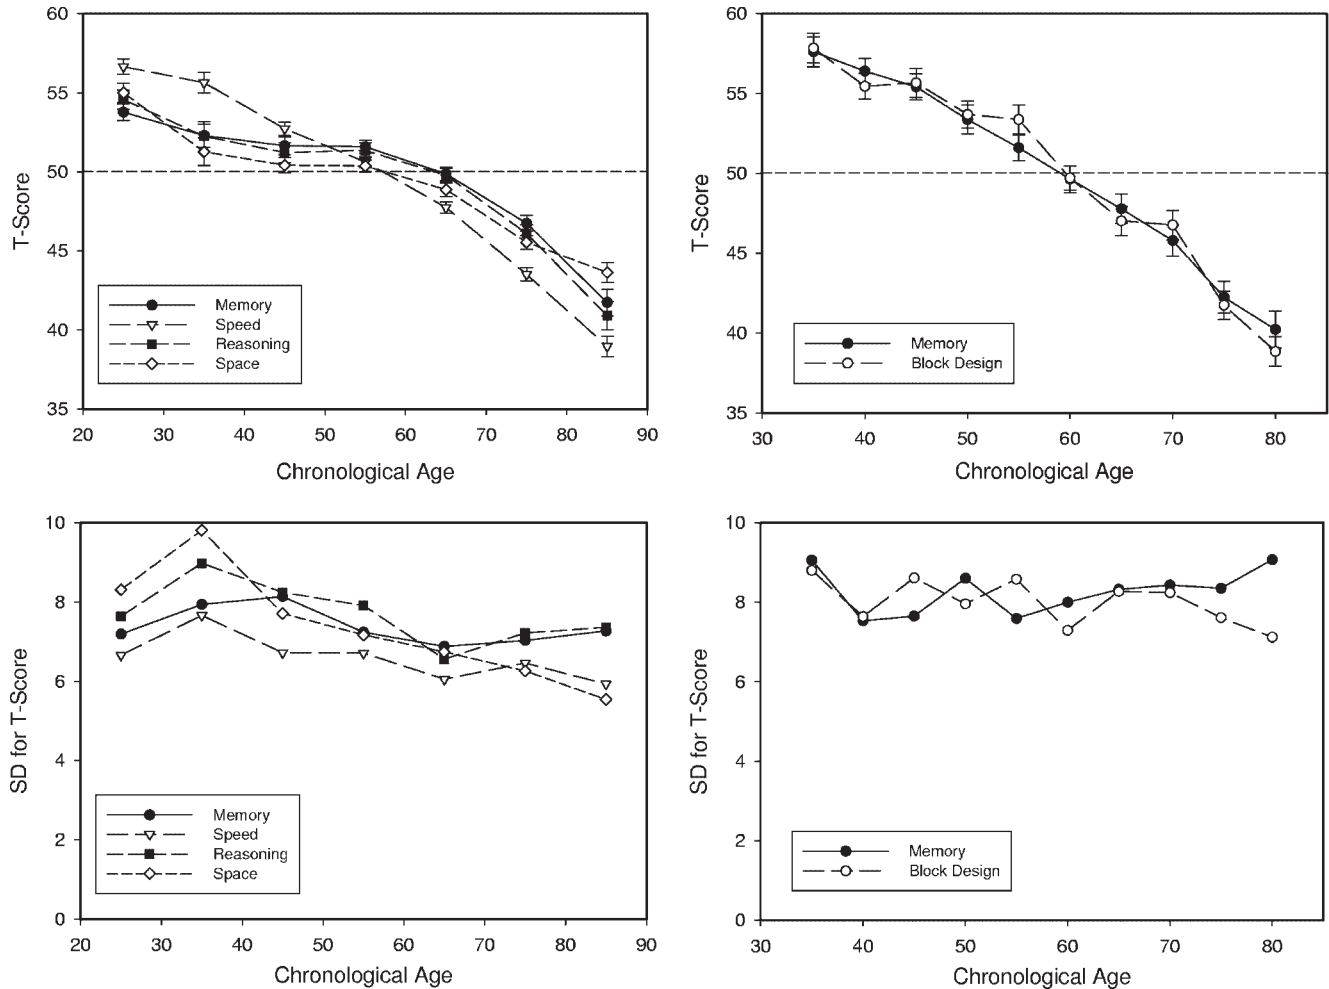 60
55
50
45
40
35
T-Score
Memory
Speed
Reasoning
Space
20 30 40 50 60 70 80 90
Chronological Age
60
55
50
45
40
35
T-Score
Memory
Block Design
30 40 50 60 70 80
Chronological Age
10
8
6
4
2
0
SD for T-Score
Memory
Speed
Reasoning
Space
20 30 40 50 60 70 80 90
Chronological Age
10
8
6
4
2
0
SD for T-Score
Memory
Block Design
30 40 50 60 70 80
Chronological Age